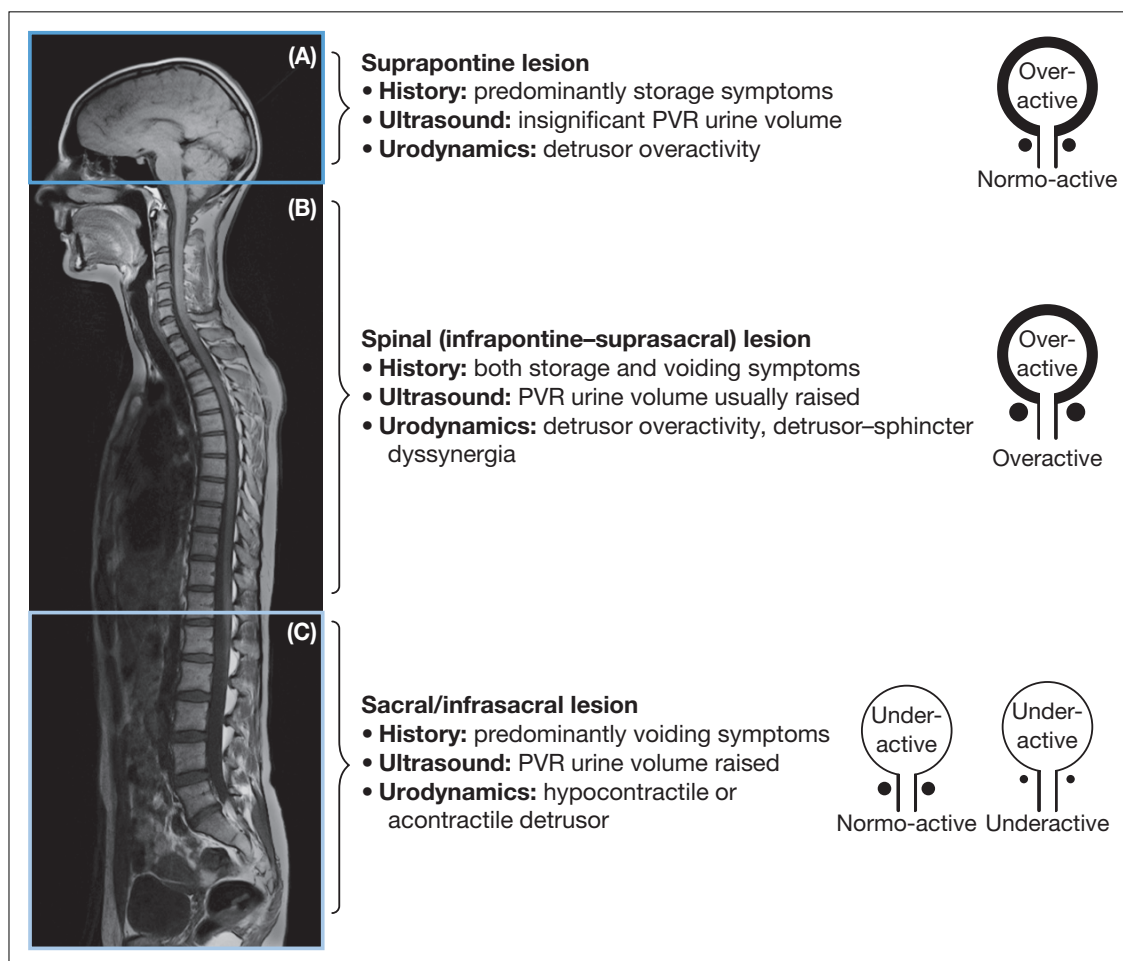 (A)
Suprapontine lesion
• History: predominantly storage symptoms
• Ultrasound: insignificant PVR urine volume
• Urodynamics: detrusor overactivity
Over-
active
Normo-active
(B)
Spinal (infrapontine–suprasacral) lesion
• History: both storage and voiding symptoms
• Ultrasound: PVR urine volume usually raised
• Urodynamics: detrusor overactivity, detrusor–sphincter
dyssynergia
Over-
active
Overactive
(C)
Sacral/infrasacral lesion
• History: predominantly voiding symptoms
• Ultrasound: PVR urine volume raised
• Urodynamics: hypocontractile or
acontractile detrusor
Under-
active
Normo-active
Under-
active
Underactive